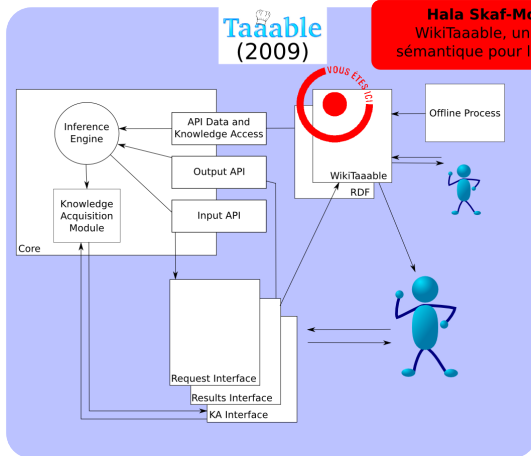 Taaable
(2009)
Hala Skaf-Mo
WikiTaaable, un
sémantique pour l
VOUS ÊTES ICI
Inference
Engine
API Data and
Knowledge Access
Offline Process
Output API
WikiTaaable
RDF
Knowledge
Acquisition
Module
Input API
Core
Request Interface
Results Interface
KA Interface